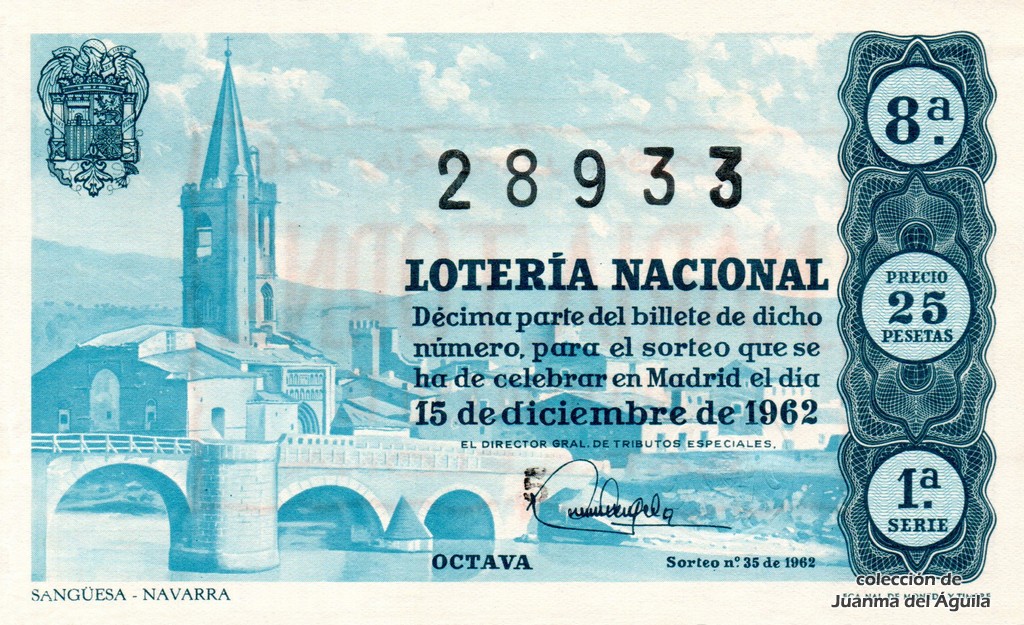 8ª.
28933
LOTERÍA NACIONAL
Décima parte del billete de dicho
número, para el sorteo que se
ha de celebrar en Madrid el día
15 de diciembre de 1962
EL DIRECTOR GRAL. DE TRIBUTOS ESPECIALES,
OCTAVA
Sorteo nº 35 de 1962
PRECIO
25
PESETAS
1ª.
SERIE
SANGÜESA - NAVARRA
colección de
Juanma del Águila